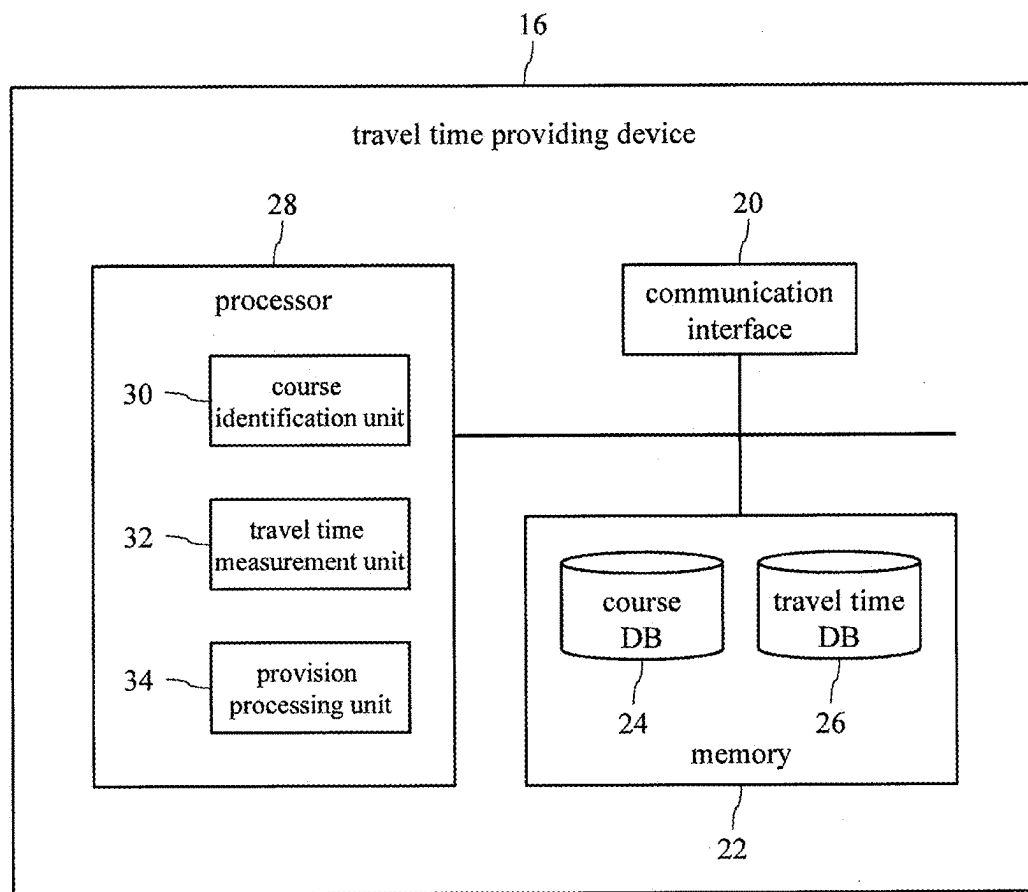 16
travel time providing device
28
processor
30
course
identification unit
32
travel time
measurement unit
34
provision
processing unit
20
communication
interface
course
DB
travel time
DB
24
26
memory
22